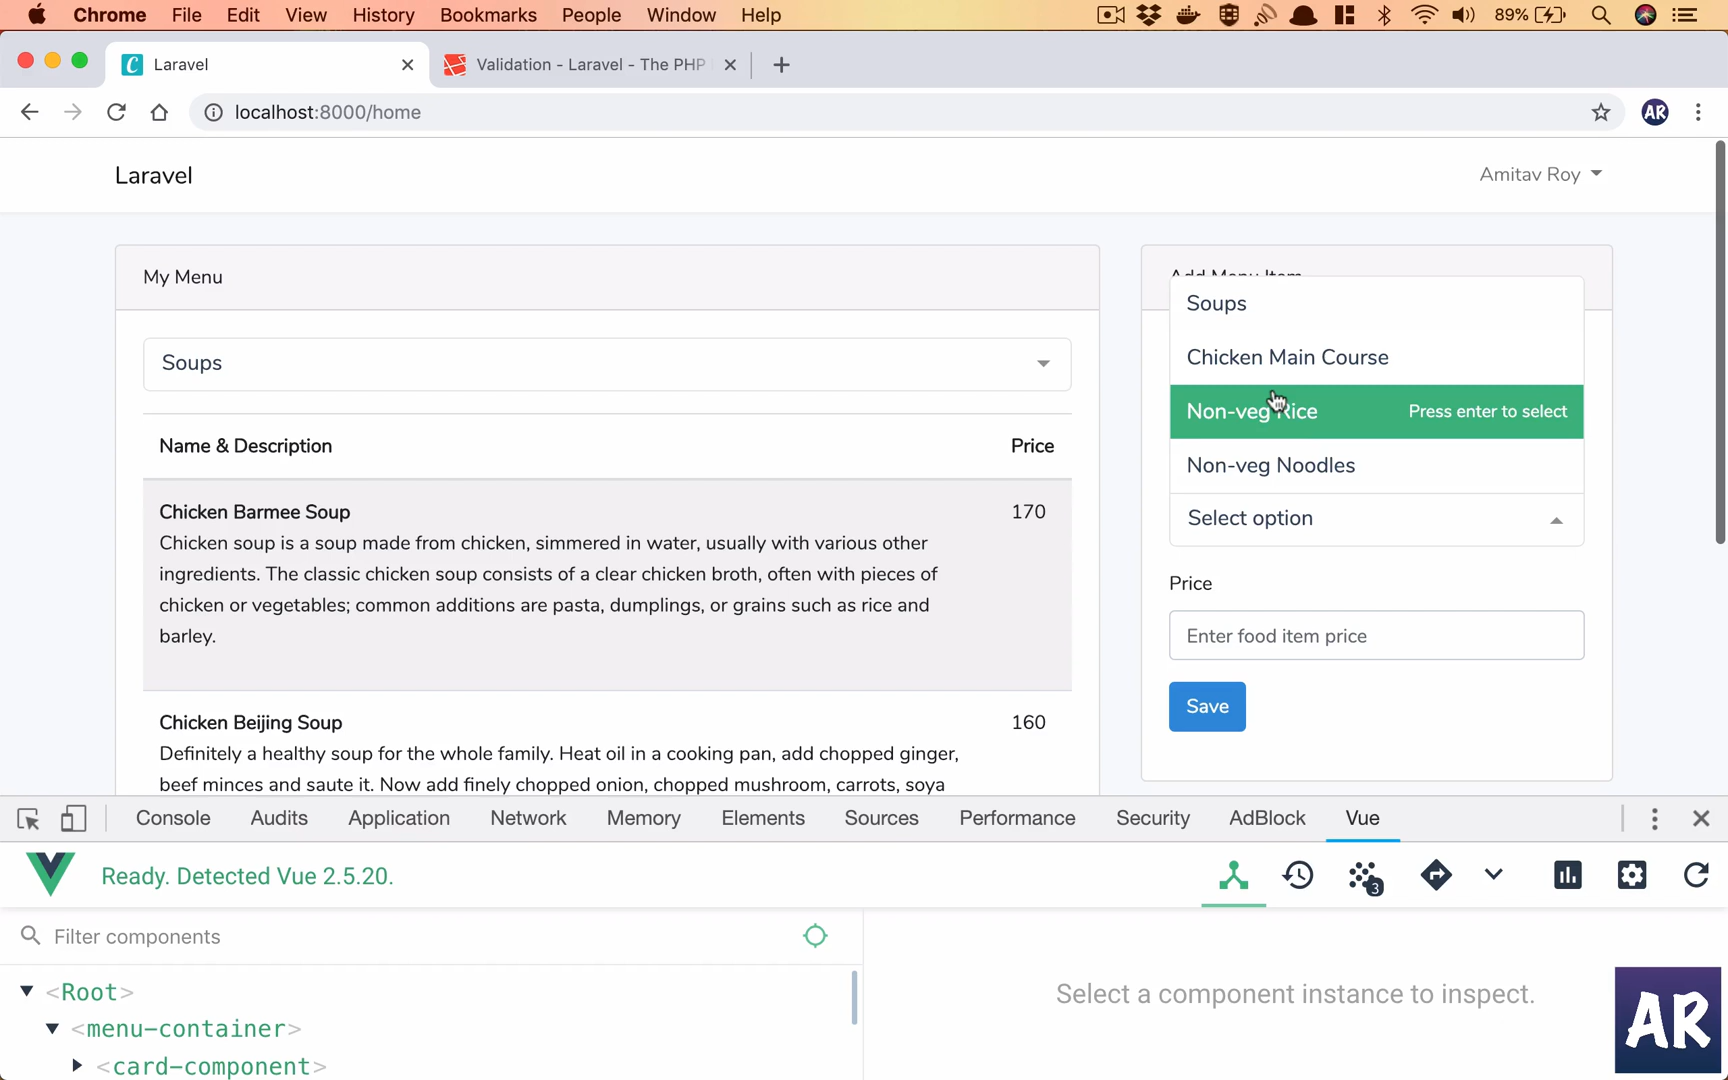 Chrome File Edit View History Bookmarks People Window Help 89%
Laravel
Validation - Laravel - The PHP
localhost:8000/home
AR
Laravel
Amitav Roy
My Menu
Soups
Name & Description Price
Chicken Barmee Soup 170
Chicken soup is a soup made from chicken, simmered in water, usually with various other
ingredients. The classic chicken soup consists of a clear chicken broth, often with pieces of
chicken or vegetables; common additions are pasta, dumplings, or grains such as rice and
barley.
Chicken Beijing Soup 160
Definitely a healthy soup for the whole family. Heat oil in a cooking pan, add chopped ginger,
beef minces and saute it. Now add finely chopped onion, chopped mushroom, carrots, soya
Add Menu Item
Soups
Chicken Main Course
Non-veg Rice Press enter to select
Non-veg Noodles
Select option
Price
Enter food item price
Save
Console Audits Application Network Memory Elements Sources Performance Security AdBlock Vue
Ready. Detected Vue 2.5.20.
3
Filter components
<Root>
<menu-container>
<card-component>
Select a component instance to inspect.
AR